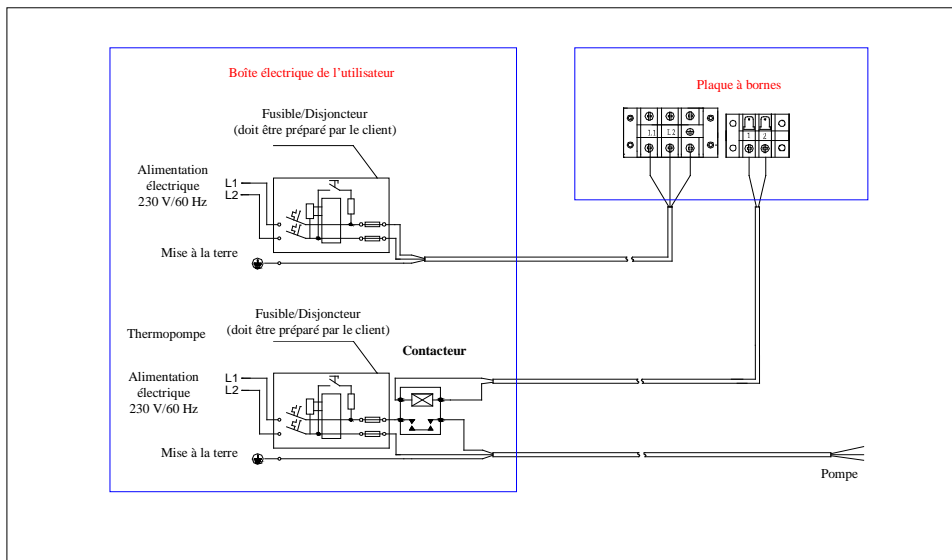 Boîte électrique de l’utilisateur
Plaque à bornes
Fusible/Disjoncteur
(doit être préparé par le client)
Alimentation
électrique
230 V/60 Hz
L1
L2
L1
L2
1
2
Mise à la terre
Fusible/Disjoncteur
(doit être préparé par le client)
Thermopompe
Contacteur
Alimentation
électrique
230 V/60 Hz
L1
L2
Mise à la terre
Pompe